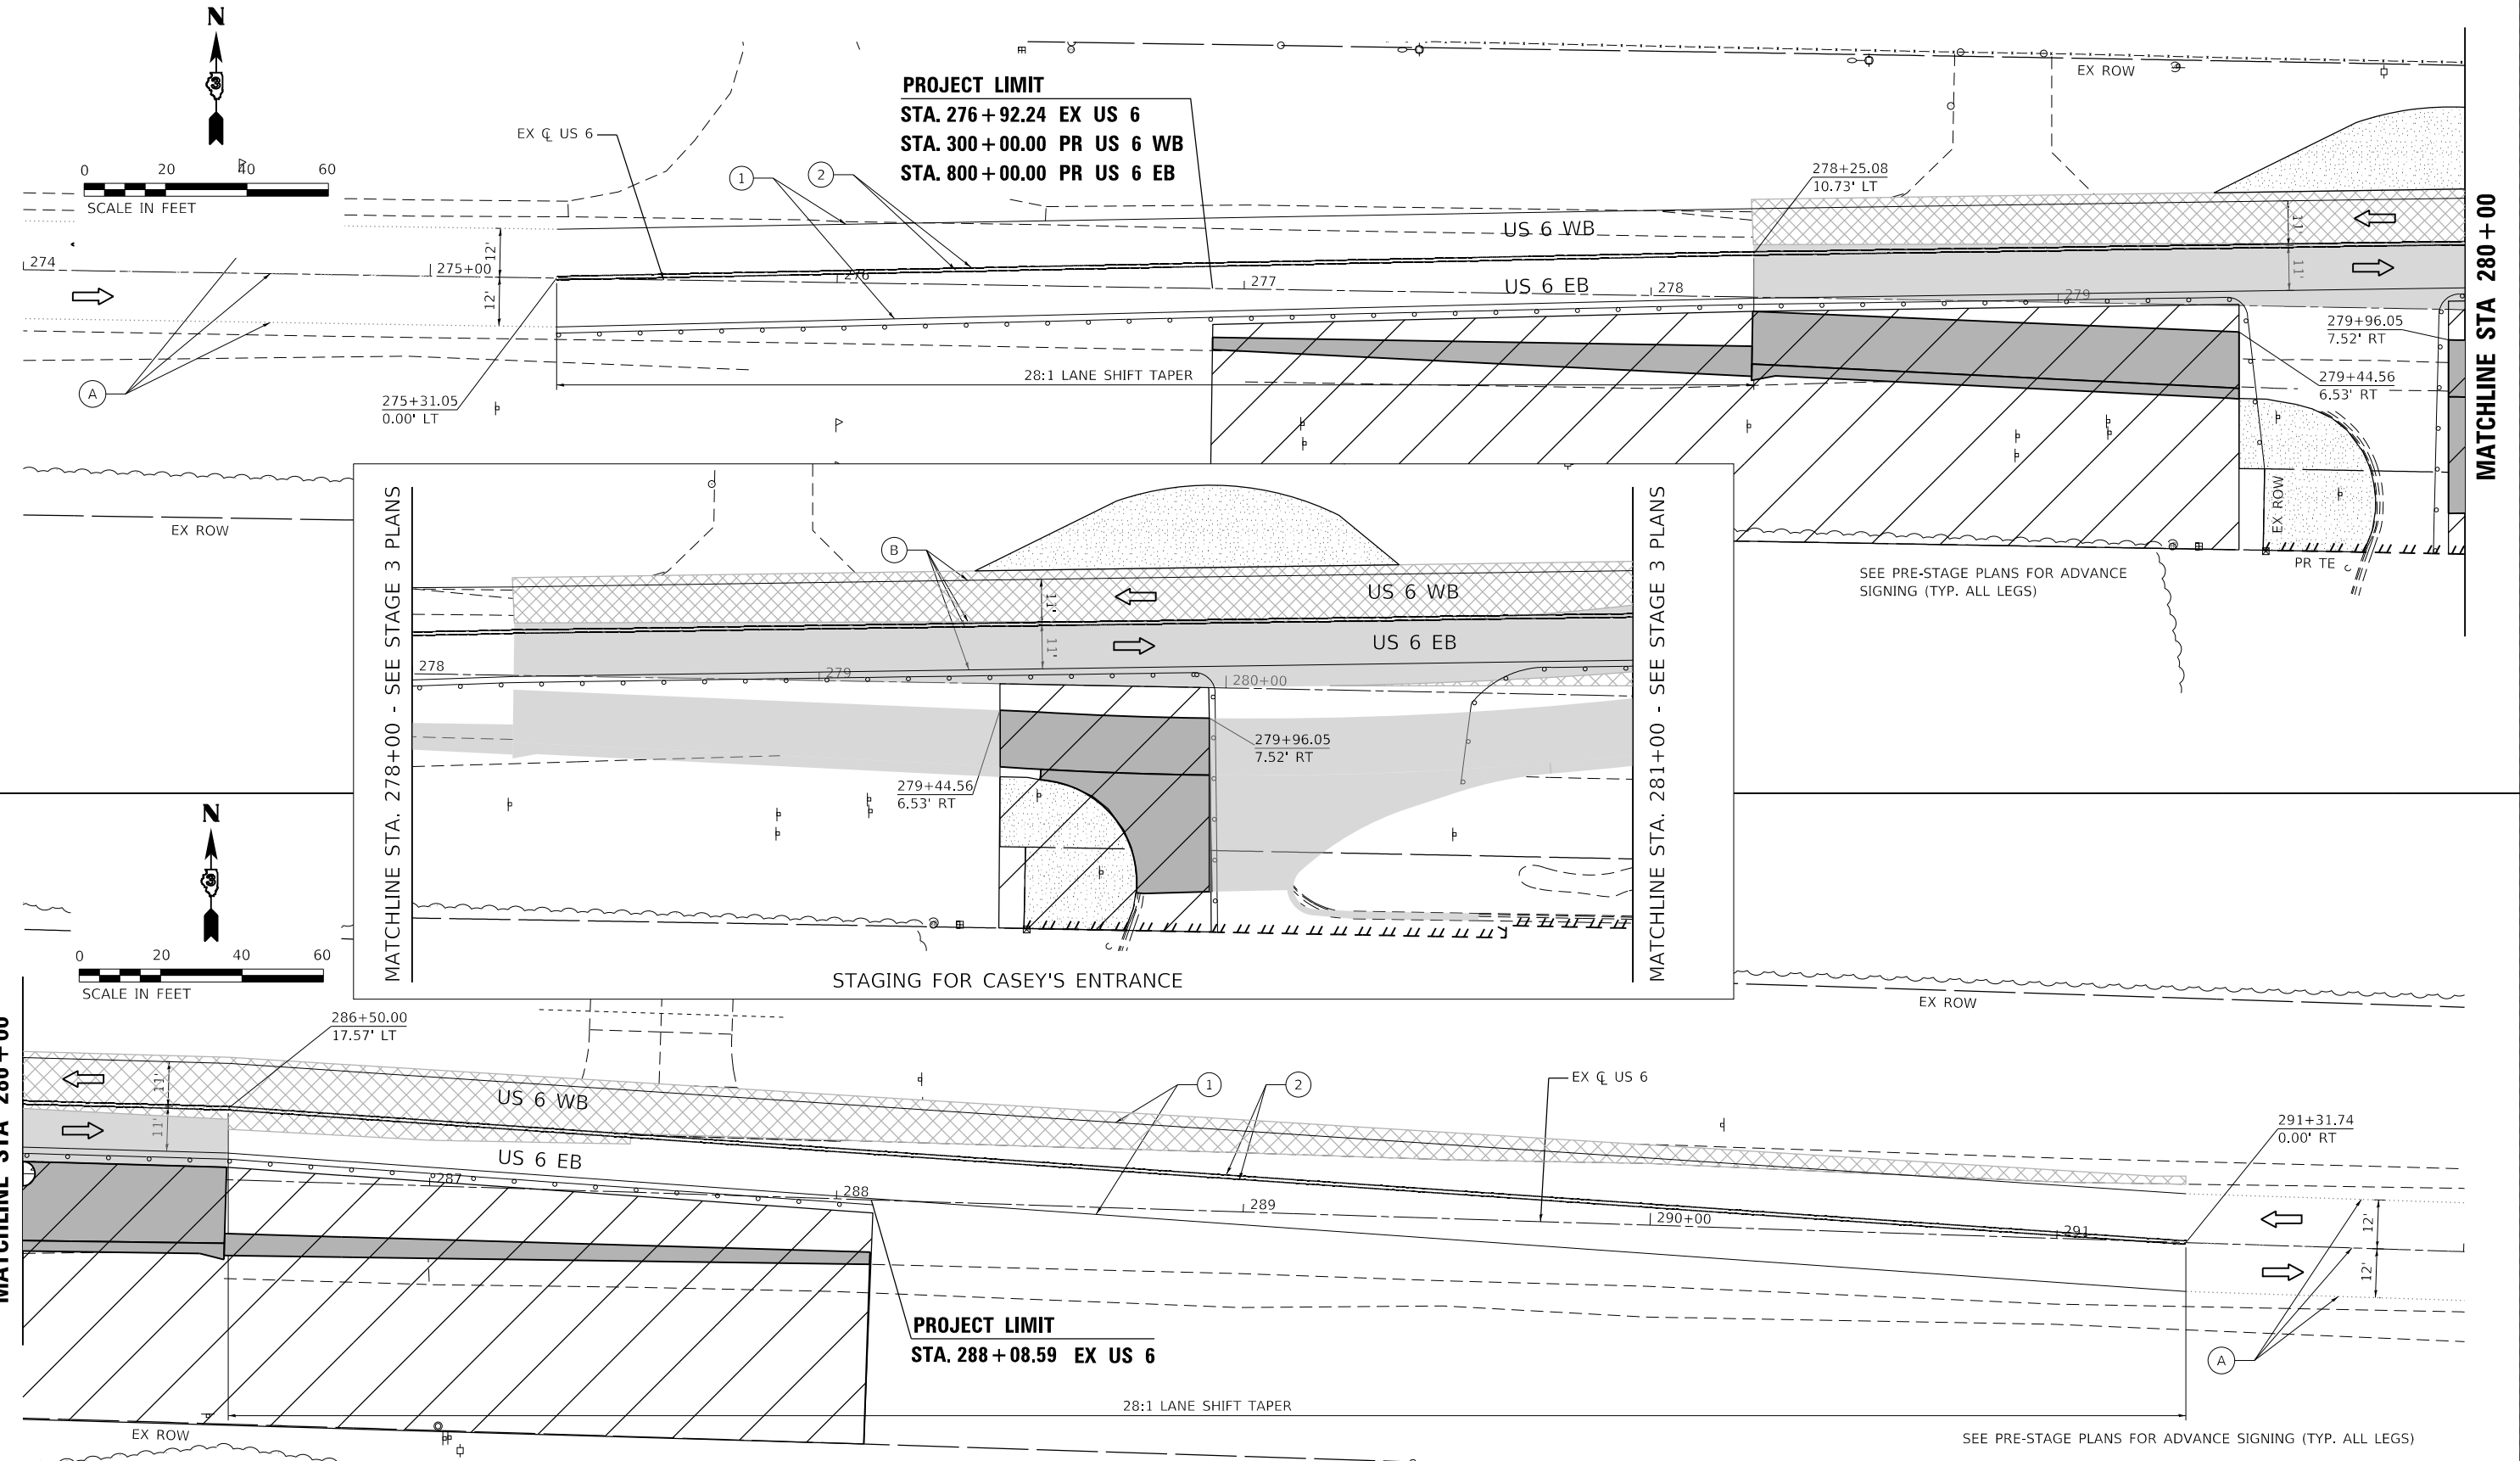 N
3
0 20 40 60
SCALE IN FEET
EX ℄ US 6
PROJECT LIMIT
STA. 276+92.24 EX US 6
STA. 300+00.00 PR US 6 WB
STA. 800+00.00 PR US 6 EB
1
2
EX ROW
278+25.08
10.73' LT
US 6 WB
US 6 EB
274
275+00
276
277
278
279
12'
12'
11'
11'
279+96.05
7.52' RT
279+44.56
6.53' RT
MATCHLINE STA 280+00
A
275+31.05
0.00' LT
28:1 LANE SHIFT TAPER
EX ROW
EX ROW
PR TE
SEE PRE-STAGE PLANS FOR ADVANCE
SIGNING (TYP. ALL LEGS)
MATCHLINE STA. 278+00 - SEE STAGE 3 PLANS
B
US 6 WB
US 6 EB
11'
11'
278
279
280+00
279+96.05
7.52' RT
279+44.56
6.53' RT
MATCHLINE STA. 281+00 - SEE STAGE 3 PLANS
STAGING FOR CASEY'S ENTRANCE
N
3
0 20 40 60
SCALE IN FEET
EX ROW
286+50.00
17.57' LT
11'
11'
US 6 WB
US 6 EB
1
2
EX ℄ US 6
291+31.74
0.00' RT
287
288
289
290+00
291
12'
12'
PROJECT LIMIT
STA. 288+08.59 EX US 6
A
28:1 LANE SHIFT TAPER
EX ROW
SEE PRE-STAGE PLANS FOR ADVANCE SIGNING (TYP. ALL LEGS)